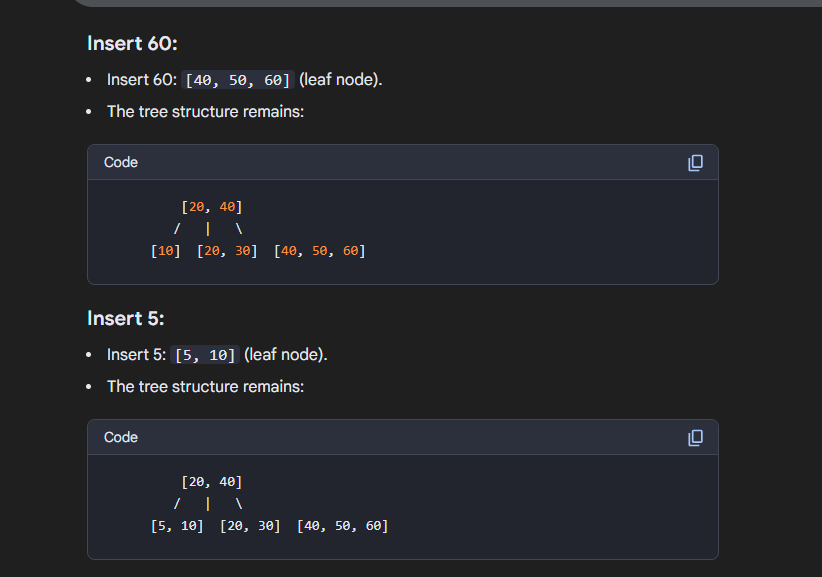 Insert 60:
• Insert 60: [40, 50, 60] (leaf node).
• The tree structure remains:
Code
[20, 40]
/ | \
[10] [20, 30] [40, 50, 60]
Insert 5:
• Insert 5: [5, 10] (leaf node).
• The tree structure remains:
Code
[20, 40]
/ | \
[5, 10] [20, 30] [40, 50, 60]